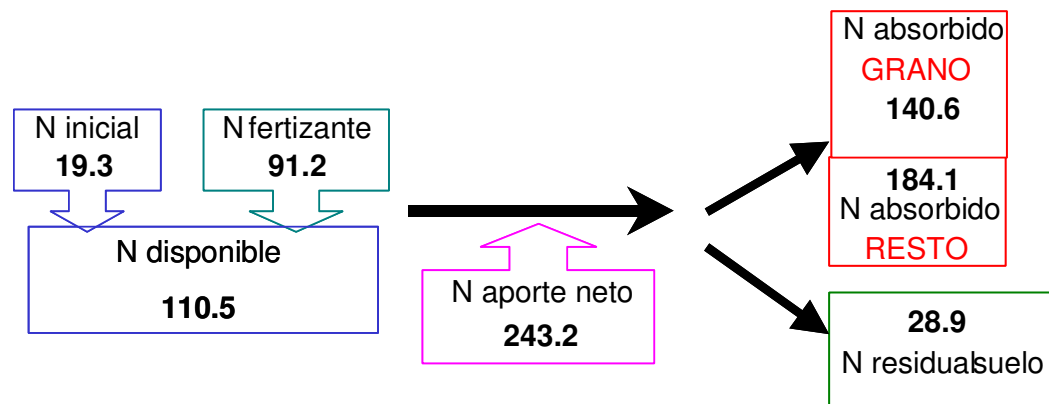 N inicial
19.3
N fertizante
91.2
N disponible
110.5
N aporte neto
243.2
N absorbido
GRANO
140.6
184.1
N absorbido
RESTO
28.9
N residualsuelo